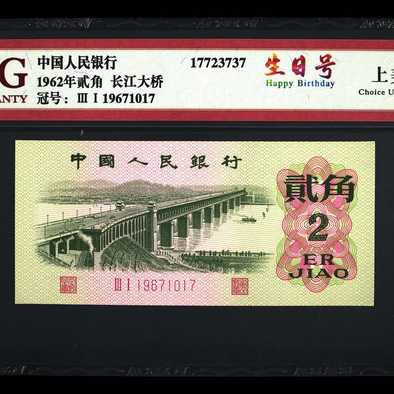 G
ANTY
中国人民银行
17723737
1962年贰角 长江大桥
冠号: Ⅲ Ⅰ 19671017
生日号
Happy Birthday
Choice U
中國人民銀行
貳角
2
ER
JIAO
Ⅲ Ⅰ 19671017